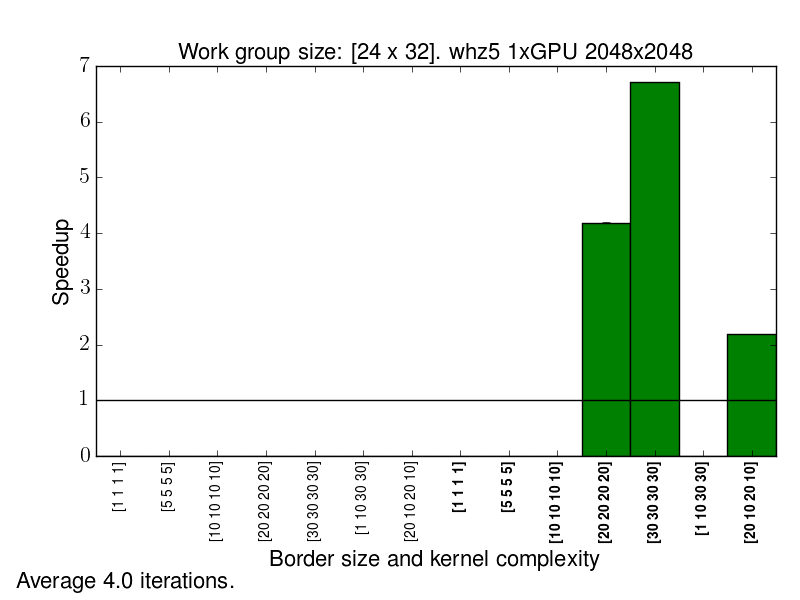 Work group size: [24 x 32]. whz5 1xGPU 2048x2048
7
6
5
4
3
2
1
0
Speedup
[1 1 1 1]
[5 5 5 5]
[10 10 10 10]
[20 20 20 20]
[30 30 30 30]
[1 10 30 30]
[20 10 20 10]
[1 1 1 1]
[5 5 5 5]
[10 10 10 10]
[20 20 20 20]
[30 30 30 30]
[1 10 30 30]
[20 10 20 10]
Border size and kernel complexity
Average 4.0 iterations.